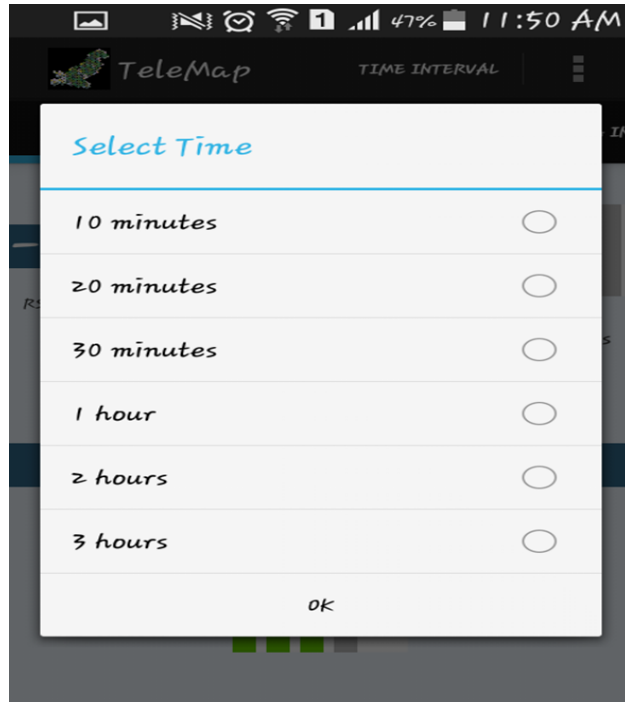 1 47% 11:50 AM
TeleMap TIME INTERVAL
Select Time
10 minutes
20 minutes
30 minutes
1 hour
2 hours
3 hours
OK